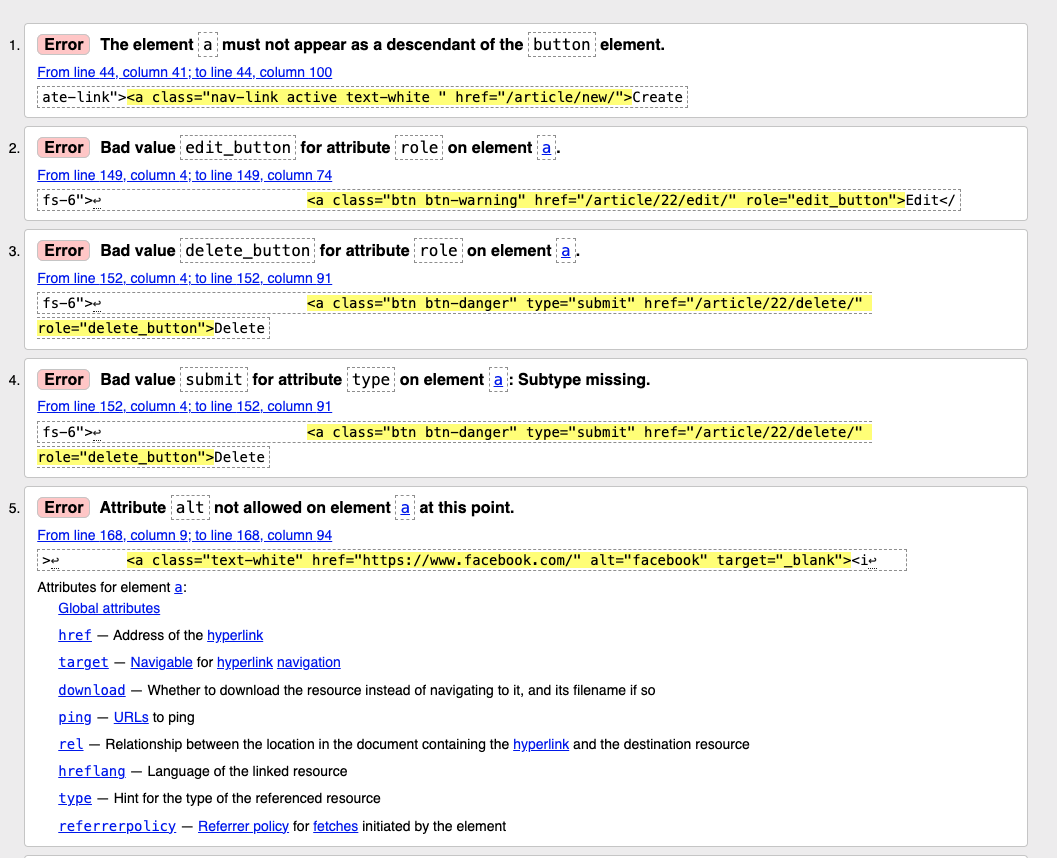 1. Error The element a must not appear as a descendant of the button element.
From line 44, column 41; to line 44, column 100
ate-link"><a class="nav-link active text-white " href="/article/new/">Create
2. Error Bad value edit_button for attribute role on element a.
From line 149, column 4; to line 149, column 74
fs-6">↩ <a class="btn btn-warning" href="/article/22/edit/" role="edit_button">Edit</
3. Error Bad value delete_button for attribute role on element a.
From line 152, column 4; to line 152, column 91
fs-6">↩ <a class="btn btn-danger" type="submit" href="/article/22/delete/"
role="delete_button">Delete
4. Error Bad value submit for attribute type on element a: Subtype missing.
From line 152, column 4; to line 152, column 91
fs-6">↩ <a class="btn btn-danger" type="submit" href="/article/22/delete/"
role="delete_button">Delete
5. Error Attribute alt not allowed on element a at this point.
From line 168, column 9; to line 168, column 94
>↩ <a class="text-white" href="https://www.facebook.com/" alt="facebook" target="_blank"><i↩
Attributes for element a:
Global attributes
href — Address of the hyperlink
target — Navigable for hyperlink navigation
download — Whether to download the resource instead of navigating to it, and its filename if so
ping — URLs to ping
rel — Relationship between the location in the document containing the hyperlink and the destination resource
hreflang — Language of the linked resource
type — Hint for the type of the referenced resource
referrerpolicy — Referrer policy for fetches initiated by the element